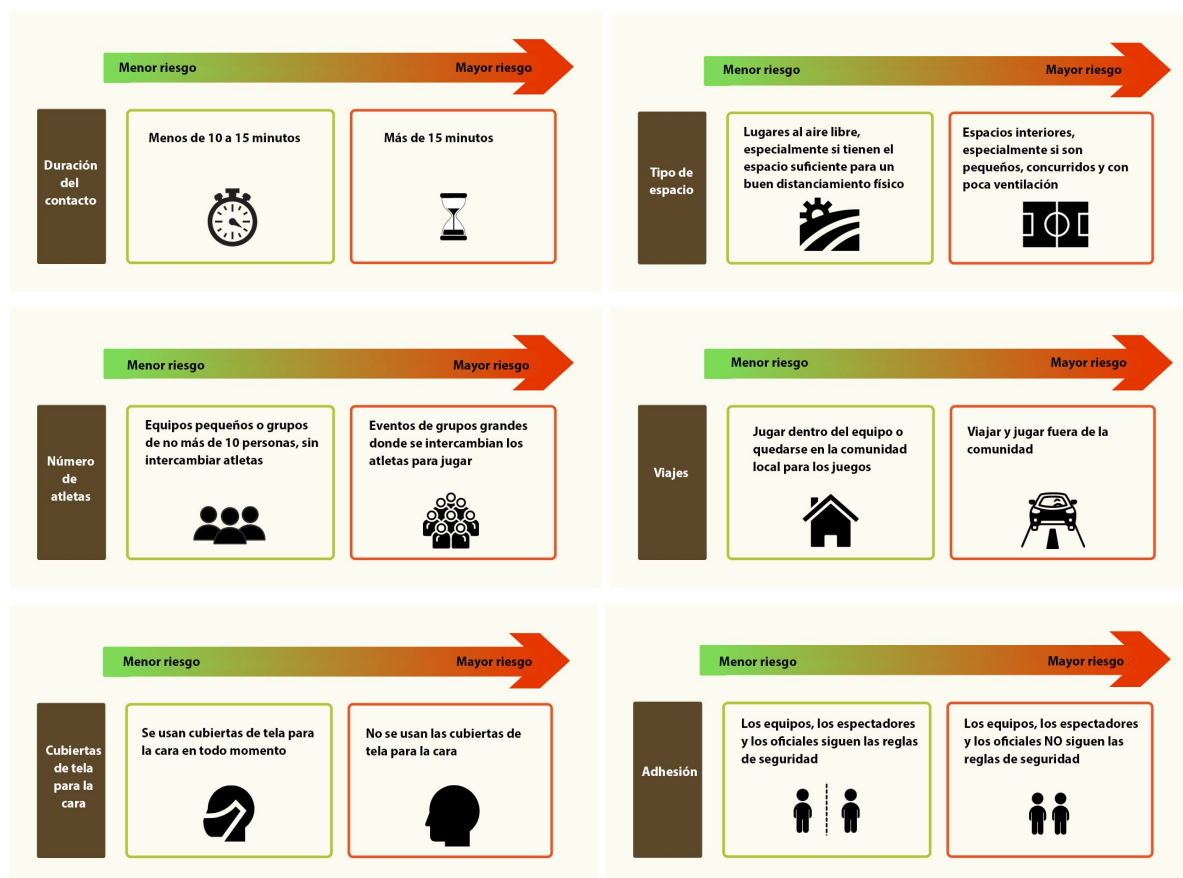 Menor riesgo
Mayor riesgo
Duración
del
contacto
Menos de 10 a 15 minutos
Más de 15 minutos
Menor riesgo
Mayor riesgo
Tipo de
espacio
Lugares al aire libre,
especialmente si tienen el
espacio suficiente para un
buen distanciamiento físico
Espacios interiores,
especialmente si son
pequeños, concurridos y con
poca ventilación
Menor riesgo
Mayor riesgo
Número
de
atletas
Equipos pequeños o grupos
de no más de 10 personas, sin
intercambiar atletas
Eventos de grupos grandes
donde se intercambian los
atletas para jugar
Menor riesgo
Mayor riesgo
Viajes
Jugar dentro del equipo o
quedarse en la comunidad
local para los juegos
Viajar y jugar fuera de la
comunidad
Menor riesgo
Mayor riesgo
Cubiertas
de tela
para la
cara
Se usan cubiertas de tela para
la cara en todo momento
No se usan las cubiertas de
tela para la cara
Menor riesgo
Mayor riesgo
Adhesión
Los equipos, los espectadores
y los oficiales siguen las reglas
de seguridad
Los equipos, los espectadores
y los oficiales NO siguen las
reglas de seguridad